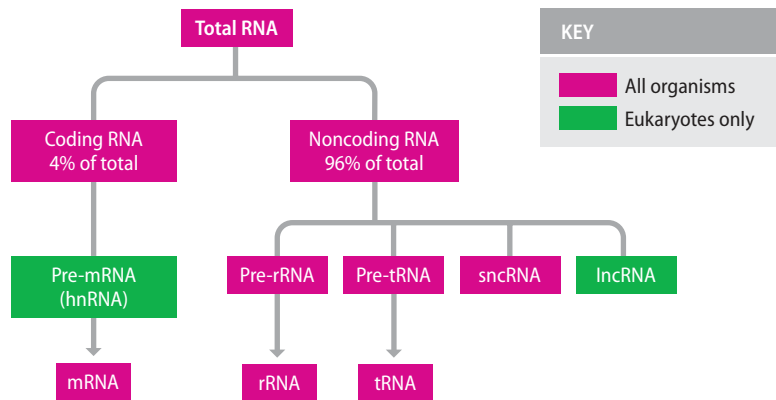 Total RNA
KEY
All organisms
Eukaryotes only
Coding RNA
4% of total
Noncoding RNA
96% of total
Pre-mRNA
(hnRNA)
Pre-rRNA
Pre-tRNA
sncRNA
lncRNA
mRNA
rRNA
tRNA